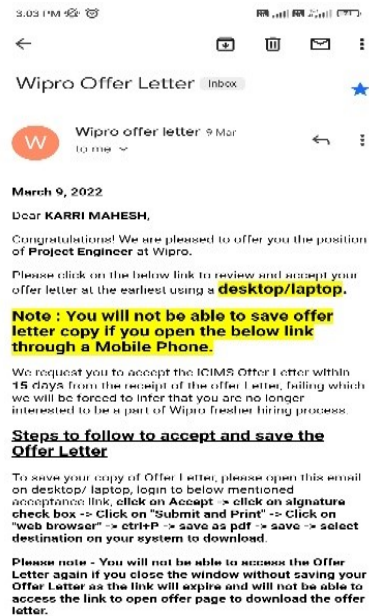 3:03 PM
Wipro Offer Letter Inbox
W
Wipro offer letter 9 Mar
to me
March 9, 2022
Dear KARRI MAHESH,
Congratulations! We are pleased to offer you the position
of Project Engineer at Wipro.
Please click on the below link to review and accept your
offer letter at the earliest using a desktop/laptop.
Note : You will not be able to save offer
letter copy if you open the below link
through a Mobile Phone.
We request you to accept the ICIMS Offer Letter within
15 days from the receipt of the offer Letter, failing which
we will be forced to infer that you are no longer
interested to be a part of Wipro fresher hiring process.
Steps to follow to accept and save the
Offer Letter
To save your copy of Offer Letter, please open this email
on desktop/ laptop, login to below mentioned
acceptance link, click on Accept -> click on signature
check box -> Click on "Submit and Print" -> Click on
"web browser" -> ctrl+P -> save as pdf -> save -> select
destination on your system to download.
Please note - You will not be able to access the Offer
Letter again if you close the window without saving your
Offer Letter as the link will expire and will not be able to
access the link to open offer page to download the offer
letter.